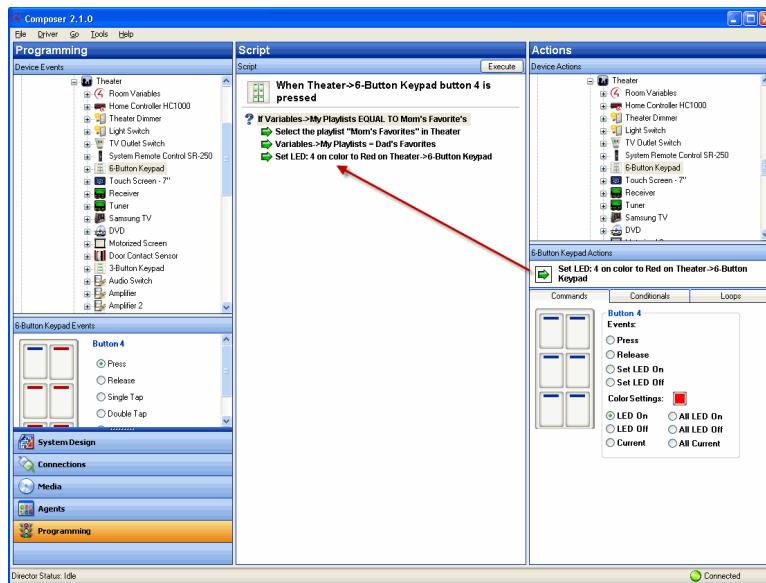 Composer 2.1.0
File Driver Go Tools Help
Programming
Device Events
Theater
Room Variables
Home Controller HC1000
Theater Dimmer
Light Switch
TV Outlet Switch
System Remote Control SR-250
6-Button Keypad
Touch Screen - 7"
Receiver
Tuner
Samsung TV
DVD
Motorized Screen
Door Contact Sensor
3-Button Keypad
Audio Switch
Amplifier
Amplifier 2
6-Button Keypad Events
Button 4
Press
Release
Single Tap
Double Tap
System Design
Connections
Media
Agents
Programming
Director Status: Idle
Script
Script
Execute
When Theater->6-Button Keypad button 4 is
pressed
If Variables->My Playlists EQUAL TO Mom's Favorite's
Select the playlist "Mom's Favorites" in Theater
Variables->My Playlists = Dad's Favorites
Set LED: 4 on color to Red on Theater->6-Button Keypad
Actions
Device Actions
Theater
Room Variables
Home Controller HC1000
Theater Dimmer
Light Switch
TV Outlet Switch
System Remote Control SR-250
6-Button Keypad
Touch Screen - 7"
Receiver
Tuner
Samsung TV
DVD
6-Button Keypad Actions
Set LED: 4 on color to Red on Theater->6-Button
Keypad
Commands Conditionals Loops
Button 4
Events:
Press
Release
Set LED On
Set LED Off
Color Settings:
LED On All LED On
LED Off All LED Off
Current All Current
Connected